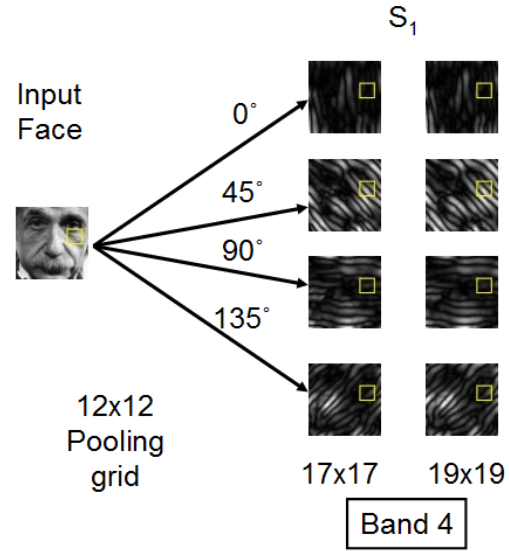 S₁
Input
Face
0°
45°
90°
135°
12x12
Pooling
grid
17x17 19x19
Band 4